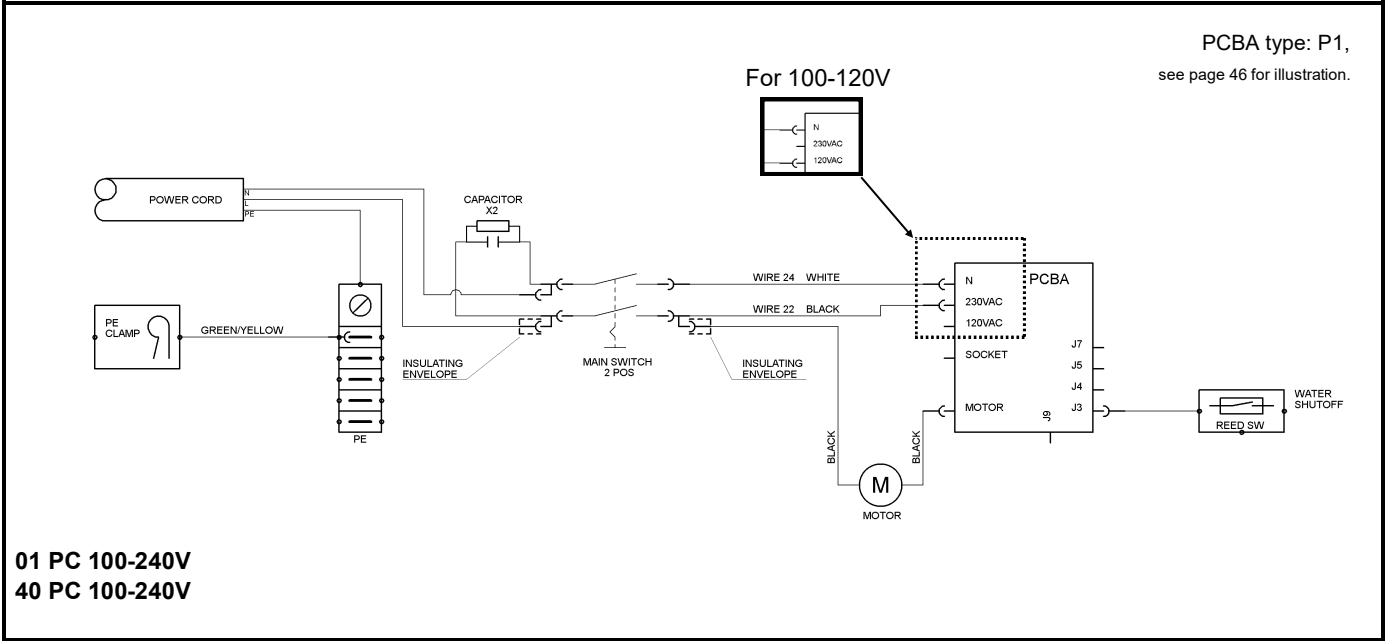 PCBA type: P1,
see page 46 for illustration.
For 100-120V
N
230VAC
120VAC
POWER CORD
N
L
PE
CAPACITOR
X2
WIRE 24 WHITE
N
PCBA
PE
CLAMP
GREEN/YELLOW
WIRE 22 BLACK
230VAC
120VAC
INSULATING
ENVELOPE
MAIN SWITCH
2 POS
INSULATING
ENVELOPE
SOCKET
J7
J5
J4
J3
MOTOR
J9
WATER
SHUTOFF
REED SW
PE
BLACK
BLACK
M
MOTOR
01 PC 100-240V
40 PC 100-240V